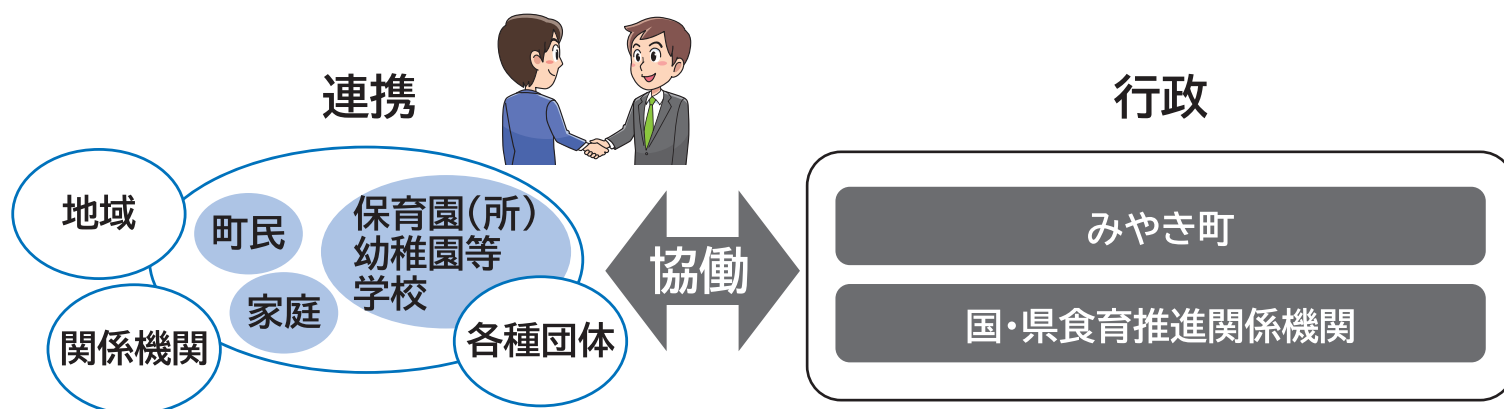 連携
行政
地域
町民
保育園(所)
幼稚園等
学校
家庭
関係機関
各種団体
協働
みやき町
国・県食育推進関係機関